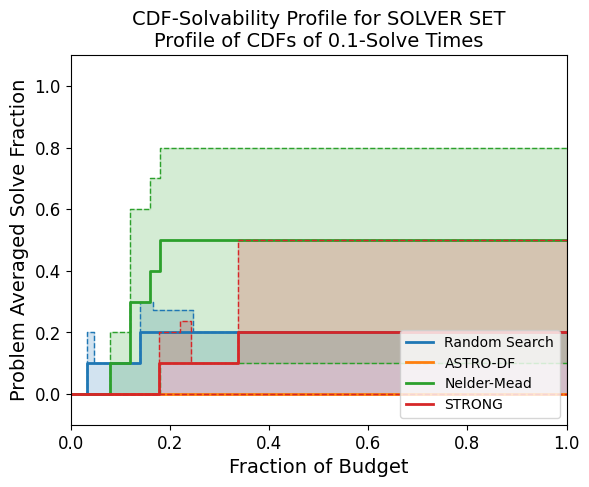 CDF-Solvability Profile for SOLVER SET
Profile of CDFs of 0.1-Solve Times
Problem Averaged Solve Fraction
1.0
0.8
0.6
0.4
0.2
0.0
Random Search
ASTRO-DF
Nelder-Mead
STRONG
0.0 0.2 0.4 0.6 0.8 1.0
Fraction of Budget